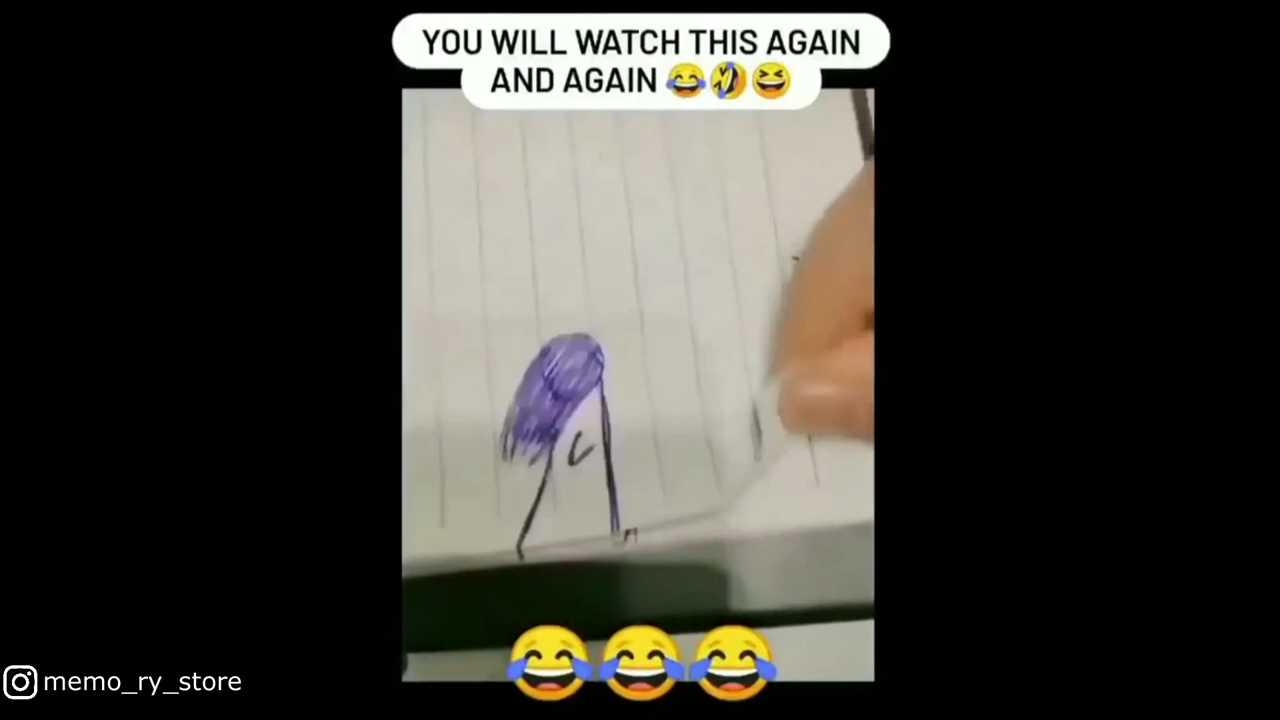 YOU WILL WATCH THIS AGAIN
AND AGAIN 😂🤣😆
😂😂😂
memo_ry_store